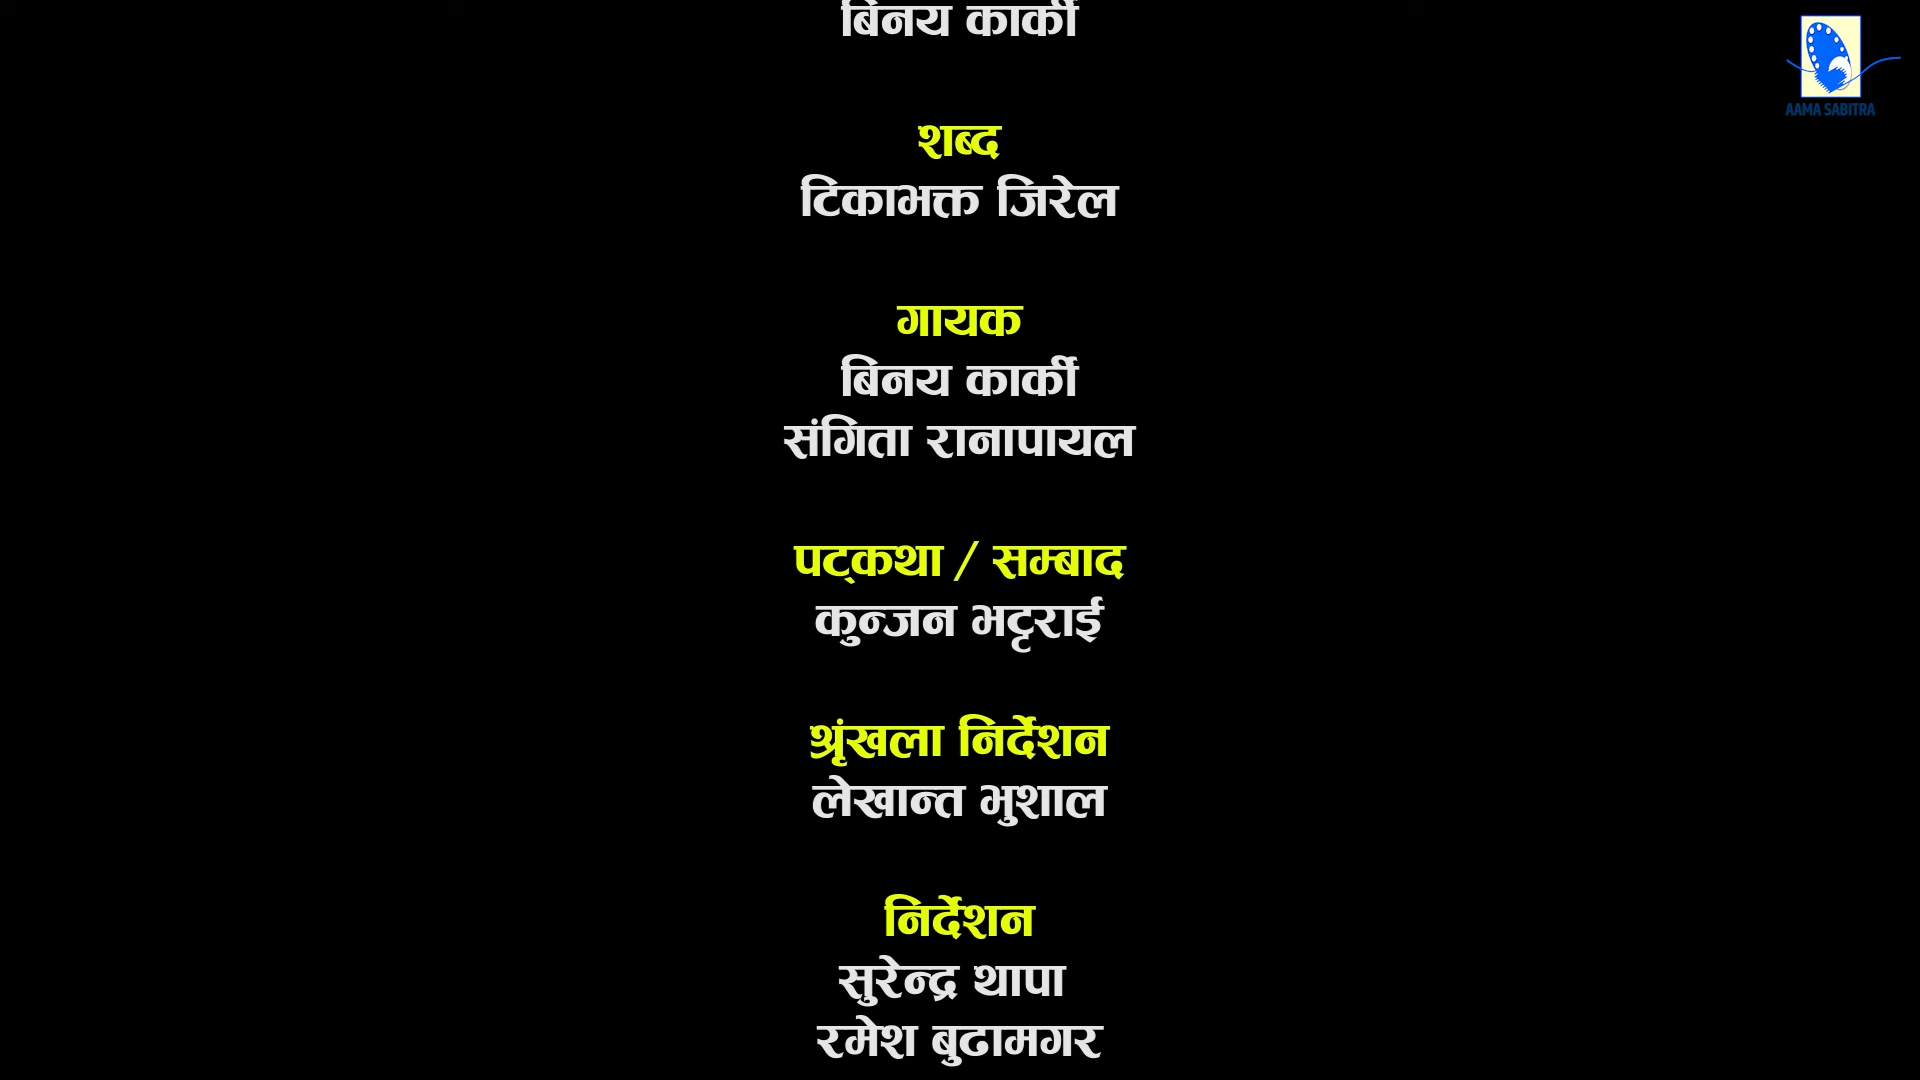 बिनय कार्की
AAMA SABITRA
शब्द
टिकाभक्त जिरेल
गायक
बिनय कार्की
संगिता रानापायल
पट्कथा / सम्बाद
कुन्जन भट्टराई
श्रृंखला निर्देशन
लेखान्त भुशाल
निर्देशन
सुरेन्द्र थापा
रमेश बुढामगर